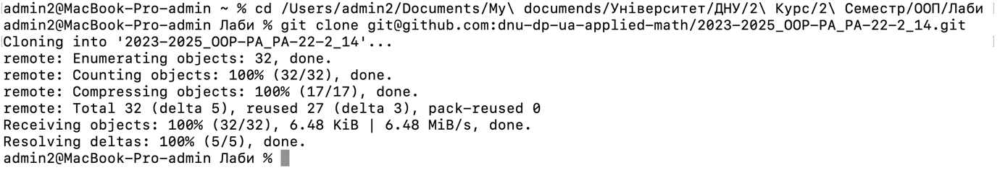 admin2@MacBook-Pro-admin ~ % cd /Users/admin2/Documents/My\ documends/Університет/ДНУ/2\ Курс/2\ Семестр/ООП/Лаби
admin2@MacBook-Pro-admin Лаби % git clone git@github.com:dnu-dp-ua-applied-math/2023-2025_OOP-PA_PA-22-2_14.git
Cloning into '2023-2025_OOP-PA_PA-22-2_14'...
remote: Enumerating objects: 32, done.
remote: Counting objects: 100% (32/32), done.
remote: Compressing objects: 100% (17/17), done.
remote: Total 32 (delta 5), reused 27 (delta 3), pack-reused 0
Receiving objects: 100% (32/32), 6.48 KiB | 6.48 MiB/s, done.
Resolving deltas: 100% (5/5), done.
admin2@MacBook-Pro-admin Лаби %